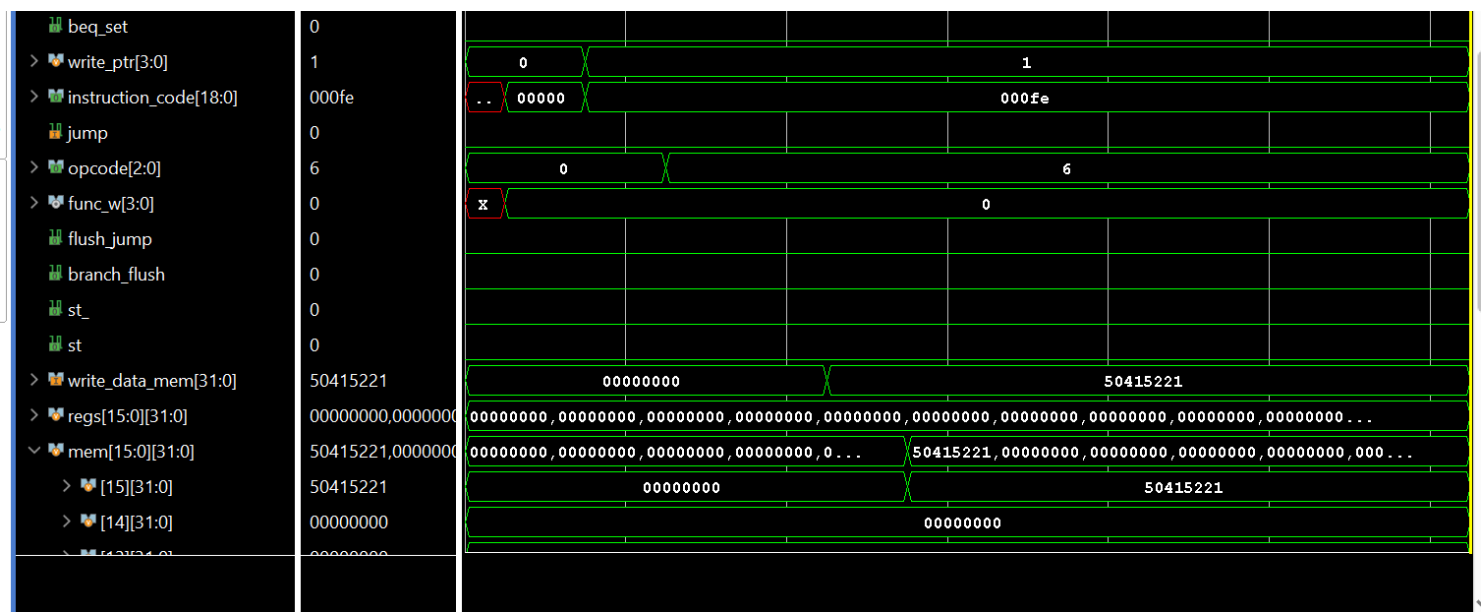 beq_set 0
write_ptr[3:0] 1 0 1
instruction_code[18:0] 000fe .. 00000 000fe
jump 0
opcode[2:0] 6 0 6
func_w[3:0] 0 X 0
flush_jump 0
branch_flush 0
st_ 0
st 0
write_data_mem[31:0] 50415221 00000000 50415221
regs[15:0][31:0] 00000000,0000000 00000000,00000000,00000000,00000000,00000000,00000000,00000000,00000000,00000000,00000000...
mem[15:0][31:0] 50415221,0000000 00000000,00000000,00000000,00000000,0... 50415221,00000000,00000000,00000000,00000000,000...
[15][31:0] 50415221 00000000 50415221
[14][31:0] 00000000 00000000